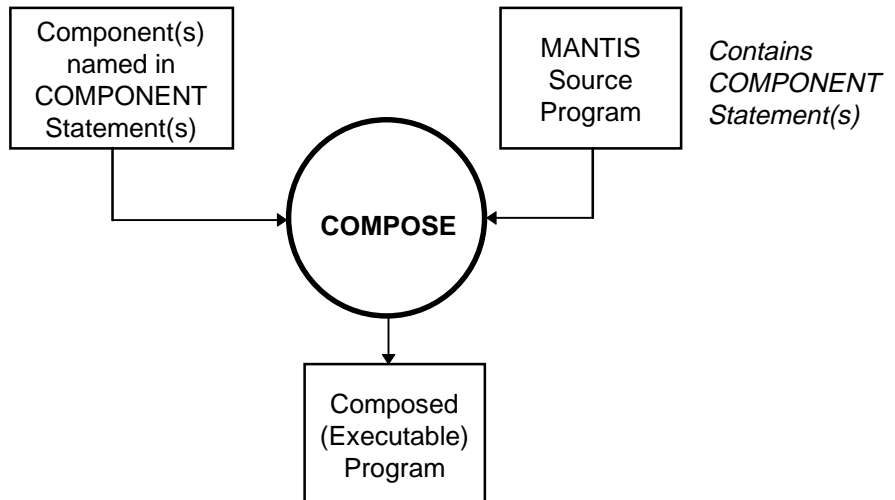 Component(s)
named in
COMPONENT
Statement(s)
MANTIS
Source
Program
Contains
COMPONENT
Statement(s)
COMPOSE
Composed
(Executable)
Program